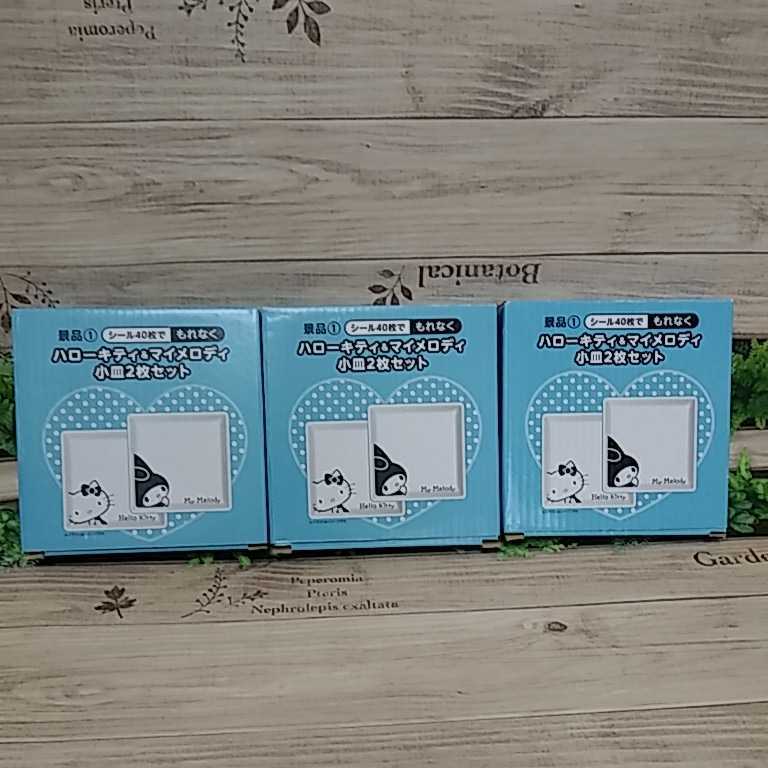 Pteris
Peperomia
Botanical
景品① シール40枚で もれなく
ハローキティ&マイメロディ
小皿2枚セット
My Melody
Hello Kitty
景品① シール40枚で もれなく
ハローキティ&マイメロディ
小皿2枚セット
My Melody
Hello Kitty
景品① シール40枚で もれなく
ハローキティ&マイメロディ
小皿2枚セット
My Melody
Hello Kitty
Garde
Peperomia
Pteris
Nephrolepis exaltata